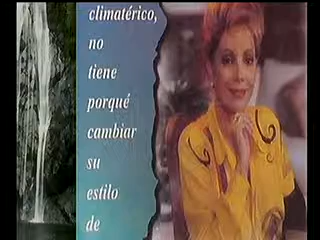 climatérico,
no
tiene
porqué
cambiar
su
estilo
de